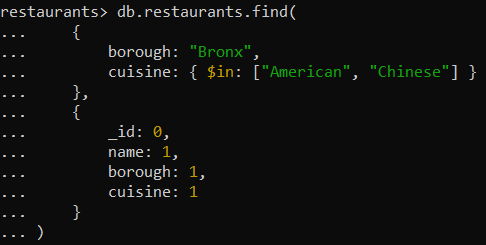 restaurants> db.restaurants.find(
...     {
...         borough: "Bronx",
...         cuisine: { $in: ["American", "Chinese"] }
...     },
...     {
...         _id: 0,
...         name: 1,
...         borough: 1,
...         cuisine: 1
...     }
... )